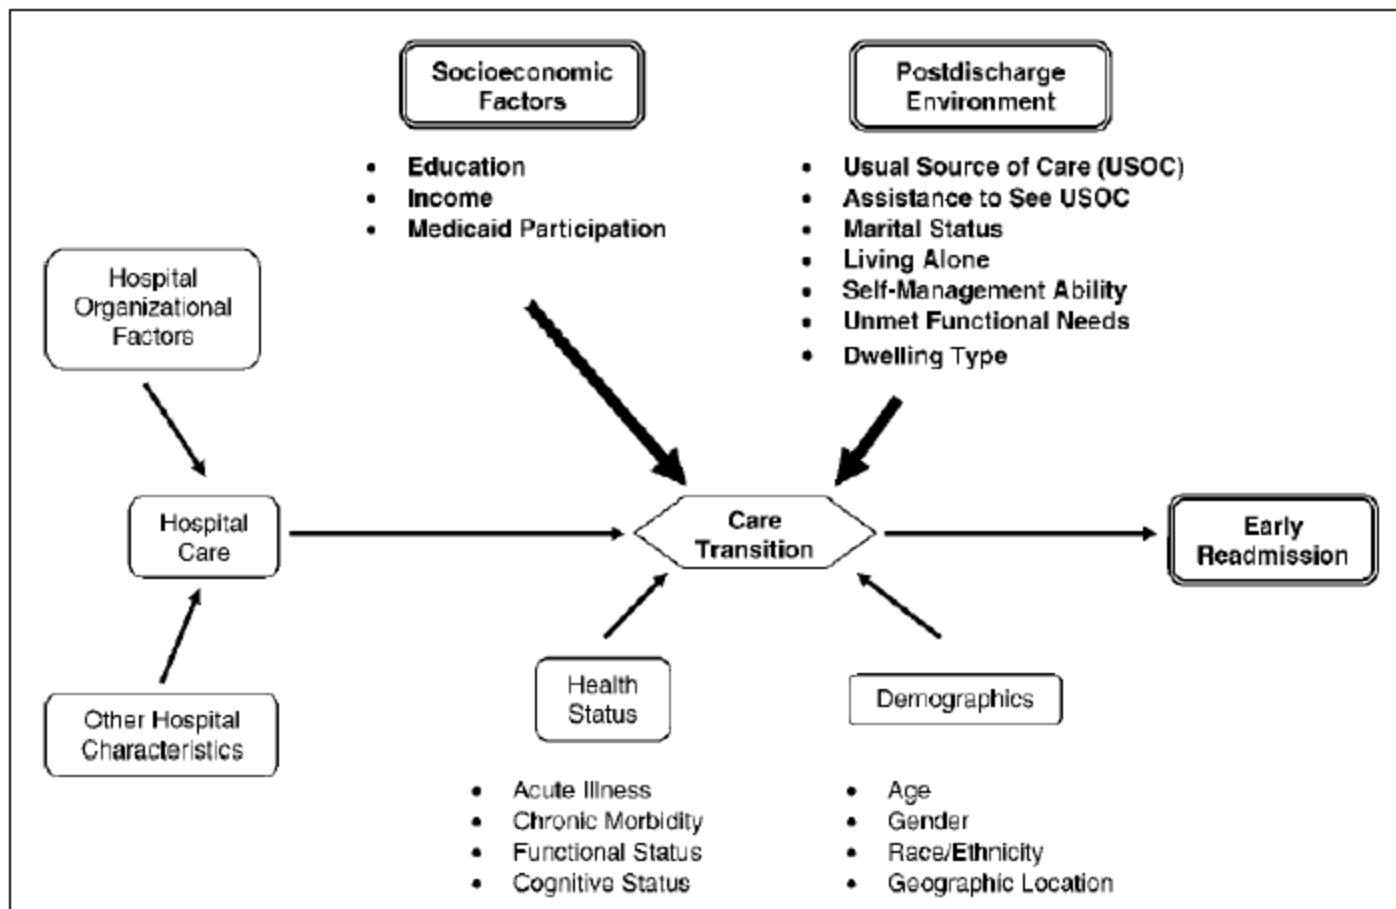 Socioeconomic
Factors
• Education
• Income
• Medicaid Participation
Postdischarge
Environment
• Usual Source of Care (USOC)
• Assistance to See USOC
• Marital Status
• Living Alone
• Self-Management Ability
• Unmet Functional Needs
• Dwelling Type
Hospital
Organizational
Factors
Hospital
Care
Care
Transition
Early
Readmission
Other Hospital
Characteristics
Health
Status
• Acute Illness
• Chronic Morbidity
• Functional Status
• Cognitive Status
Demographics
• Age
• Gender
• Race/Ethnicity
• Geographic Location